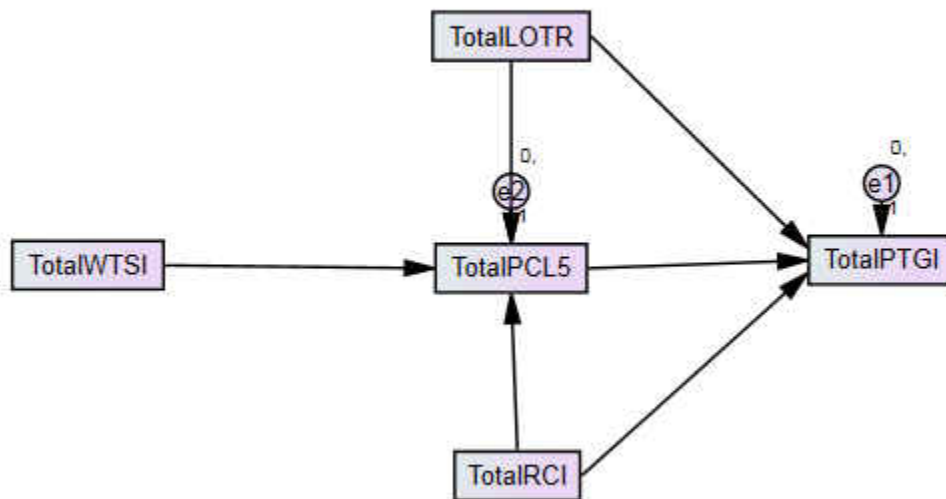 TotalLOTR
0,
e2
1
0,
e1
1
TotalWTSI
TotalPCL5
TotalPTGI
TotalRCI